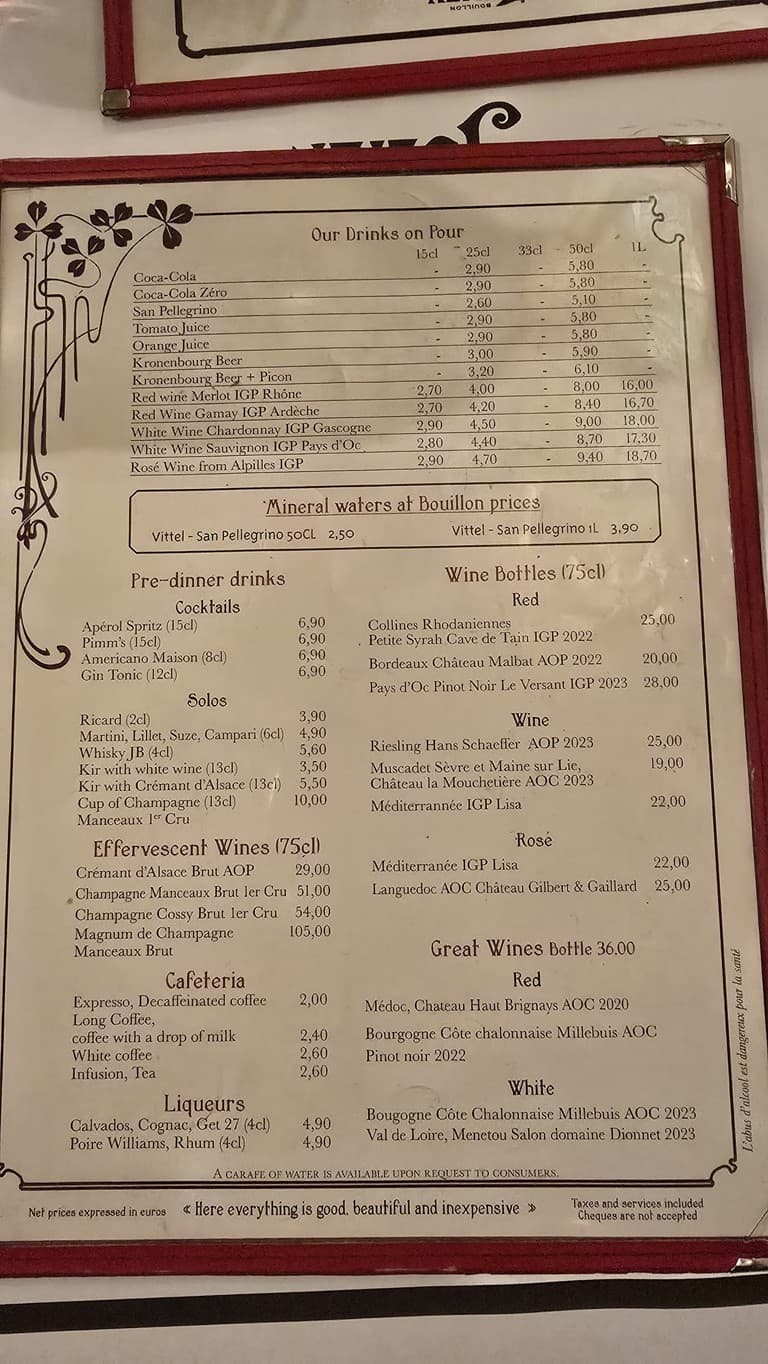 BOUILLON
Our Drinks on Pour
15cl 25cl 33cl 50cl 1L
Coca-Cola - 2,90 - 5,80 -
Coca-Cola Zéro - 2,90 - 5,80 -
San Pellegrino - 2,60 - 5,10 -
Tomato Juice - 2,90 - 5,80 -
Orange Juice - 2,90 - 5,80 -
Kronenbourg Beer - 3,00 - 5,90 -
Kronenbourg Beer + Picon - 3,20 - 6,10 -
Red wine Merlot IGP Rhône 2,70 4,00 - 8,00 16,00
Red Wine Gamay IGP Ardèche 2,70 4,20 - 8,40 16,70
White Wine Chardonnay IGP Gascogne 2,90 4,50 - 9,00 18,00
White Wine Sauvignon IGP Pays d'Oc 2,80 4,40 - 8,70 17,30
Rosé Wine from Alpilles IGP 2,90 4,70 - 9,40 18,70
Mineral waters at Bouillon prices
Vittel - San Pellegrino 50CL 2,50 Vittel - San Pellegrino 1L 3,90
Pre-dinner drinks
Cocktails
Apérol Spritz (15cl) 6,90
Pimm's (15cl) 6,90
Americano Maison (8cl) 6,90
Gin Tonic (12cl) 6,90
Solos
Ricard (2cl) 3,90
Martini, Lillet, Suze, Campari (6cl) 4,90
Whisky JB (4cl) 5,60
Kir with white wine (13cl) 3,50
Kir with Crémant d'Alsace (13cl) 5,50
Cup of Champagne (13cl) 10,00
Manceaux 1er Cru
Effervescent Wines (75cl)
Crémant d'Alsace Brut AOP 29,00
Champagne Manceaux Brut 1er Cru 51,00
Champagne Cossy Brut 1er Cru 54,00
Magnum de Champagne 105,00
Manceaux Brut
Cafeteria
Expresso, Decaffeinated coffee 2,00
Long Coffee,
coffee with a drop of milk 2,40
White coffee 2,60
Infusion, Tea 2,60
Liqueurs
Calvados, Cognac, Get 27 (4cl) 4,90
Poire Williams, Rhum (4cl) 4,90
Wine Bottles (75cl)
Red
Collines Rhodaniennes 25,00
Petite Syrah Cave de Tain IGP 2022
Bordeaux Château Malbat AOP 2022 20,00
Pays d'Oc Pinot Noir Le Versant IGP 2023 28,00
Wine
Riesling Hans Schaeffer AOP 2023 25,00
Muscadet Sèvre et Maine sur Lie, 19,00
Château la Mouchetière AOC 2023
Méditerrannée IGP Lisa 22,00
Rosé
Méditerranée IGP Lisa 22,00
Languedoc AOC Château Gilbert & Gaillard 25,00
Great Wines Bottle 36.00
Red
Médoc, Chateau Haut Brignays AOC 2020
Bourgogne Côte chalonnaise Millebuis AOC
Pinot noir 2022
White
Bougogne Côte Chalonnaise Millebuis AOC 2023
Val de Loire, Menetou Salon domaine Dionnet 2023
L'abus d'alcool est dangereux pour la santé
A CARAFE OF WATER IS AVAILABLE UPON REQUEST TO CONSUMERS.
Net prices expressed in euros « Here everything is good, beautiful and inexpensive » Taxes and services included
Cheques are not accepted